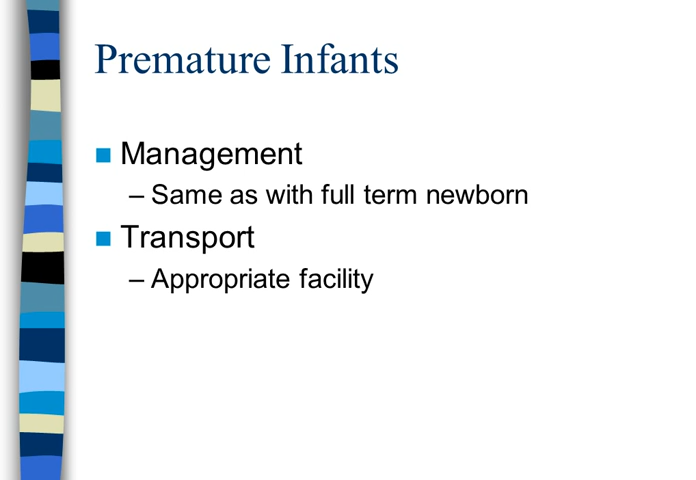 Premature Infants
Management
– Same as with full term newborn
Transport
– Appropriate facility